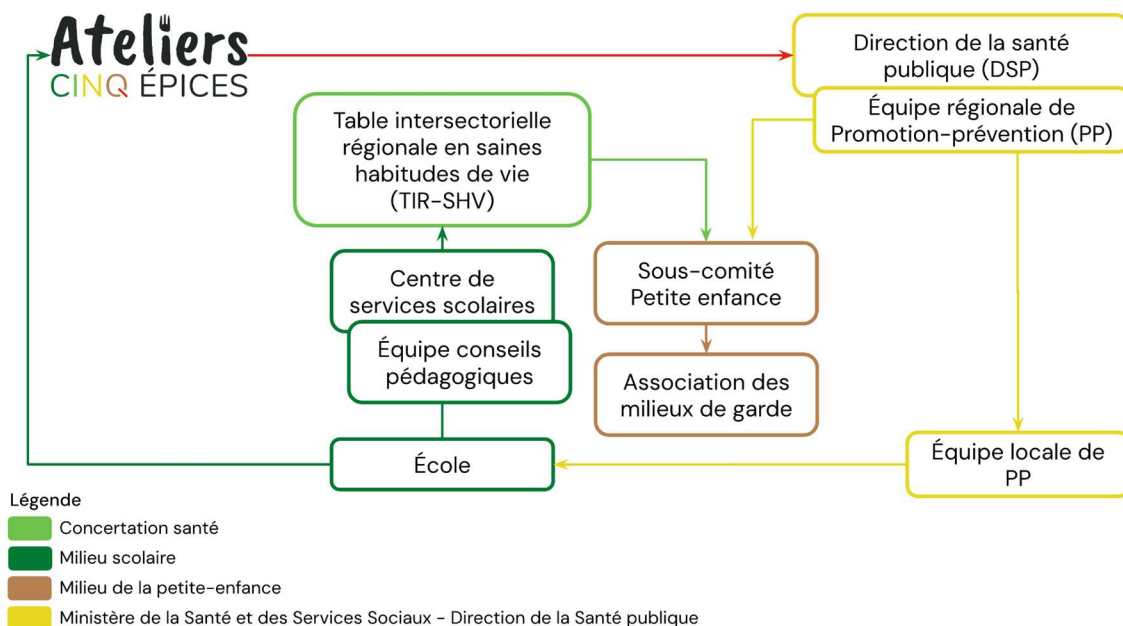 Ateliers
CINQ ÉPICES
Direction de la santé
publique (DSP)
Équipe régionale de
Promotion-prévention (PP)
Table intersectorielle
régionale en saines
habitudes de vie
(TIR-SHV)
Centre de
services scolaires
Équipe conseils
pédagogiques
Sous-comité
Petite enfance
Association des
milieux de garde
École
Équipe locale de
PP
Légende
Concertation santé
Milieu scolaire
Milieu de la petite-enfance
Ministère de la Santé et des Services Sociaux - Direction de la Santé publique